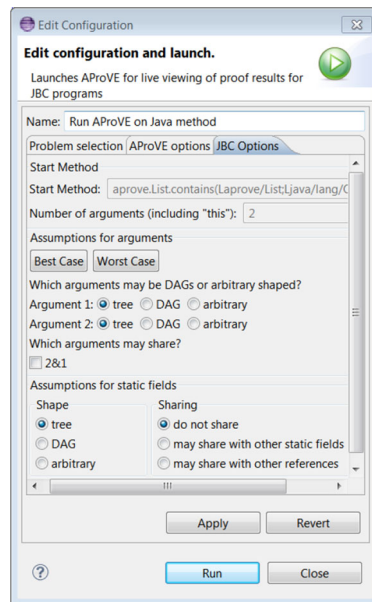 Edit Configuration
Edit configuration and launch.
Launches AProVE for live viewing of proof results for
JBC programs
Name: Run AProVE on Java method
Problem selection AProVE options JBC Options
Start Method
Start Method: aprove.List.contains(Laprove/List;Ljava/lang/
Number of arguments (including "this"): 2
Assumptions for arguments
Best Case Worst Case
Which arguments may be DAGs or arbitrary shaped?
Argument 1: tree DAG arbitrary
Argument 2: tree DAG arbitrary
Which arguments may share?
2&1
Assumptions for static fields
Shape Sharing
tree do not share
DAG may share with other static fields
arbitrary may share with other references
Apply Revert
? Run Close